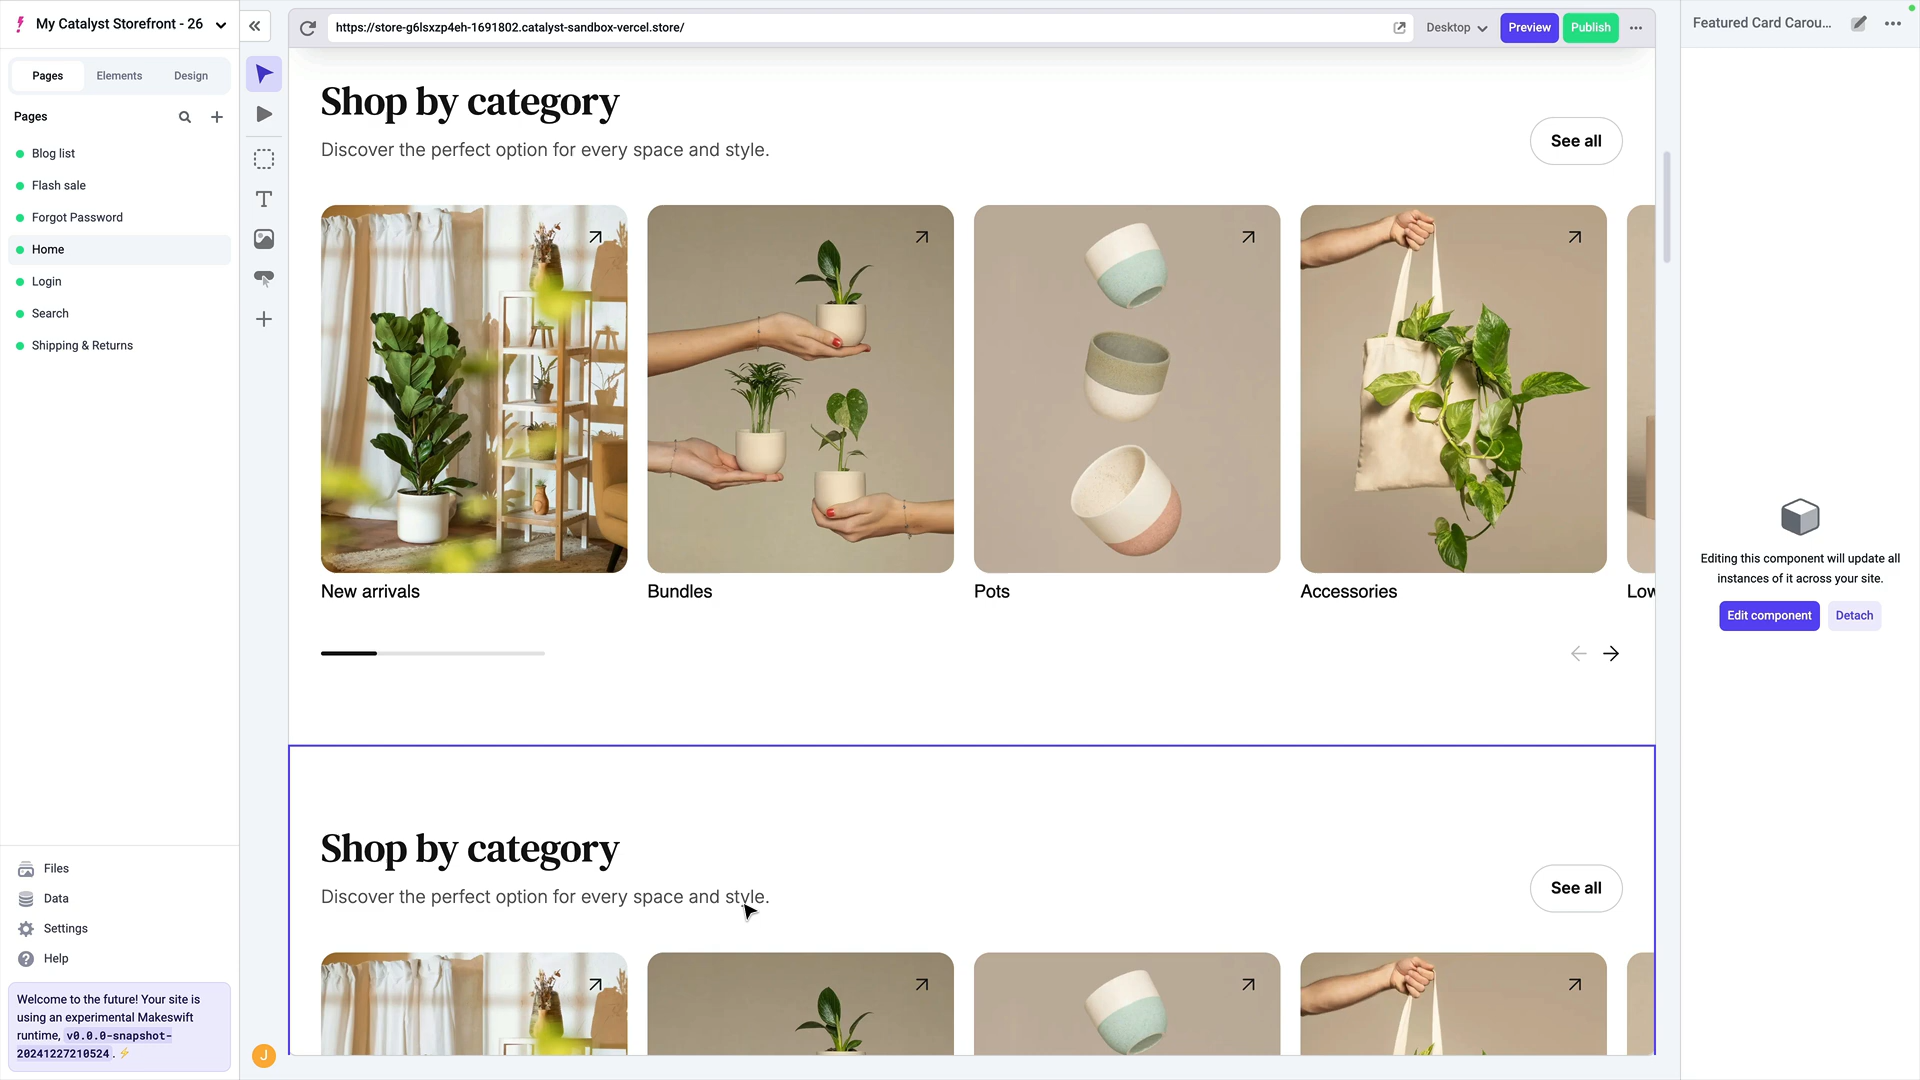 My Catalyst Storefront - 26
Pages
Elements
Design
Pages
Blog list
Flash sale
Forgot Password
Home
Login
Search
Shipping & Returns
Files
Data
Settings
Help
Welcome to the future! Your site is
using an experimental Makeswift
runtime, v0.0.0-snapshot-
20241227210524. ⚡
J
https://store-g6lsxzp4eh-1691802.catalyst-sandbox-vercel.store/
Desktop
Preview
Publish
Shop by category
Discover the perfect option for every space and style.
See all
New arrivals
Bundles
Pots
Accessories
Low
Shop by category
Discover the perfect option for every space and style.
See all
Featured Card Carou...
Editing this component will update all
instances of it across your site.
Edit component
Detach